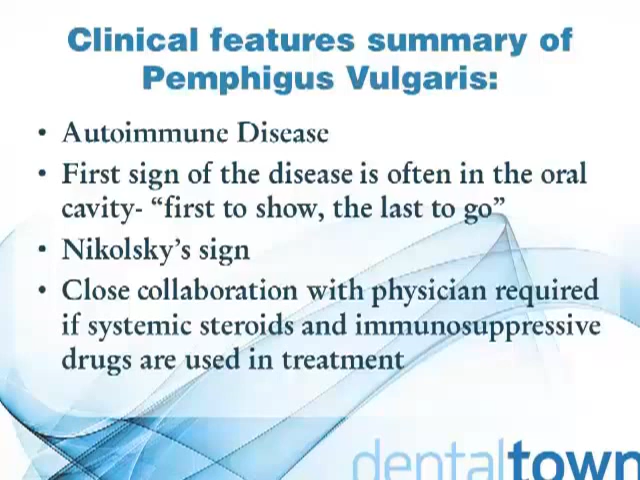 Clinical features summary of
Pemphigus Vulgaris:
• Autoimmune Disease
• First sign of the disease is often in the oral
cavity- “first to show, the last to go”
• Nikolsky’s sign
• Close collaboration with physician required
if systemic steroids and immunosuppressive
drugs are used in treatment
dentaltown